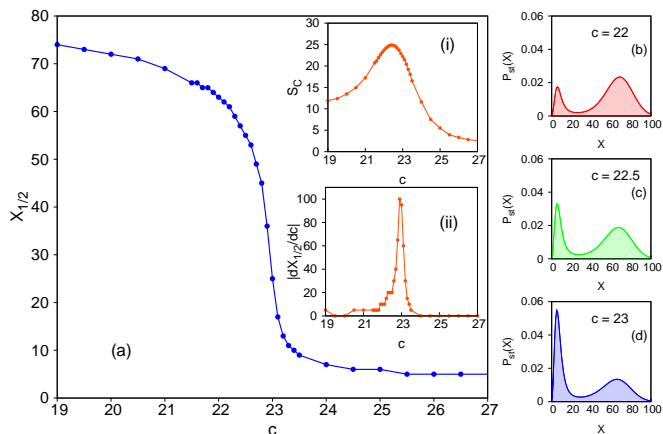 80
70
60
50
40
30
20
10
0
19 20 21 22 23 24 25 26 27
X1/2
c
(a)
30
25
20
15
10
5
0
19 21 23 25 27
SC
c
(i)
100
80
60
40
20
0
19 21 23 25 27
|dX1/2/dc|
c
(ii)
0.06
0.04
0.02
0
0 20 40 60 80 100
Pst(X)
X
c = 22
(b)
0.06
0.04
0.02
0
0 20 40 60 80 100
Pst(X)
X
c = 22.5
(c)
0.06
0.04
0.02
0
0 20 40 60 80 100
Pst(X)
X
c = 23
(d)